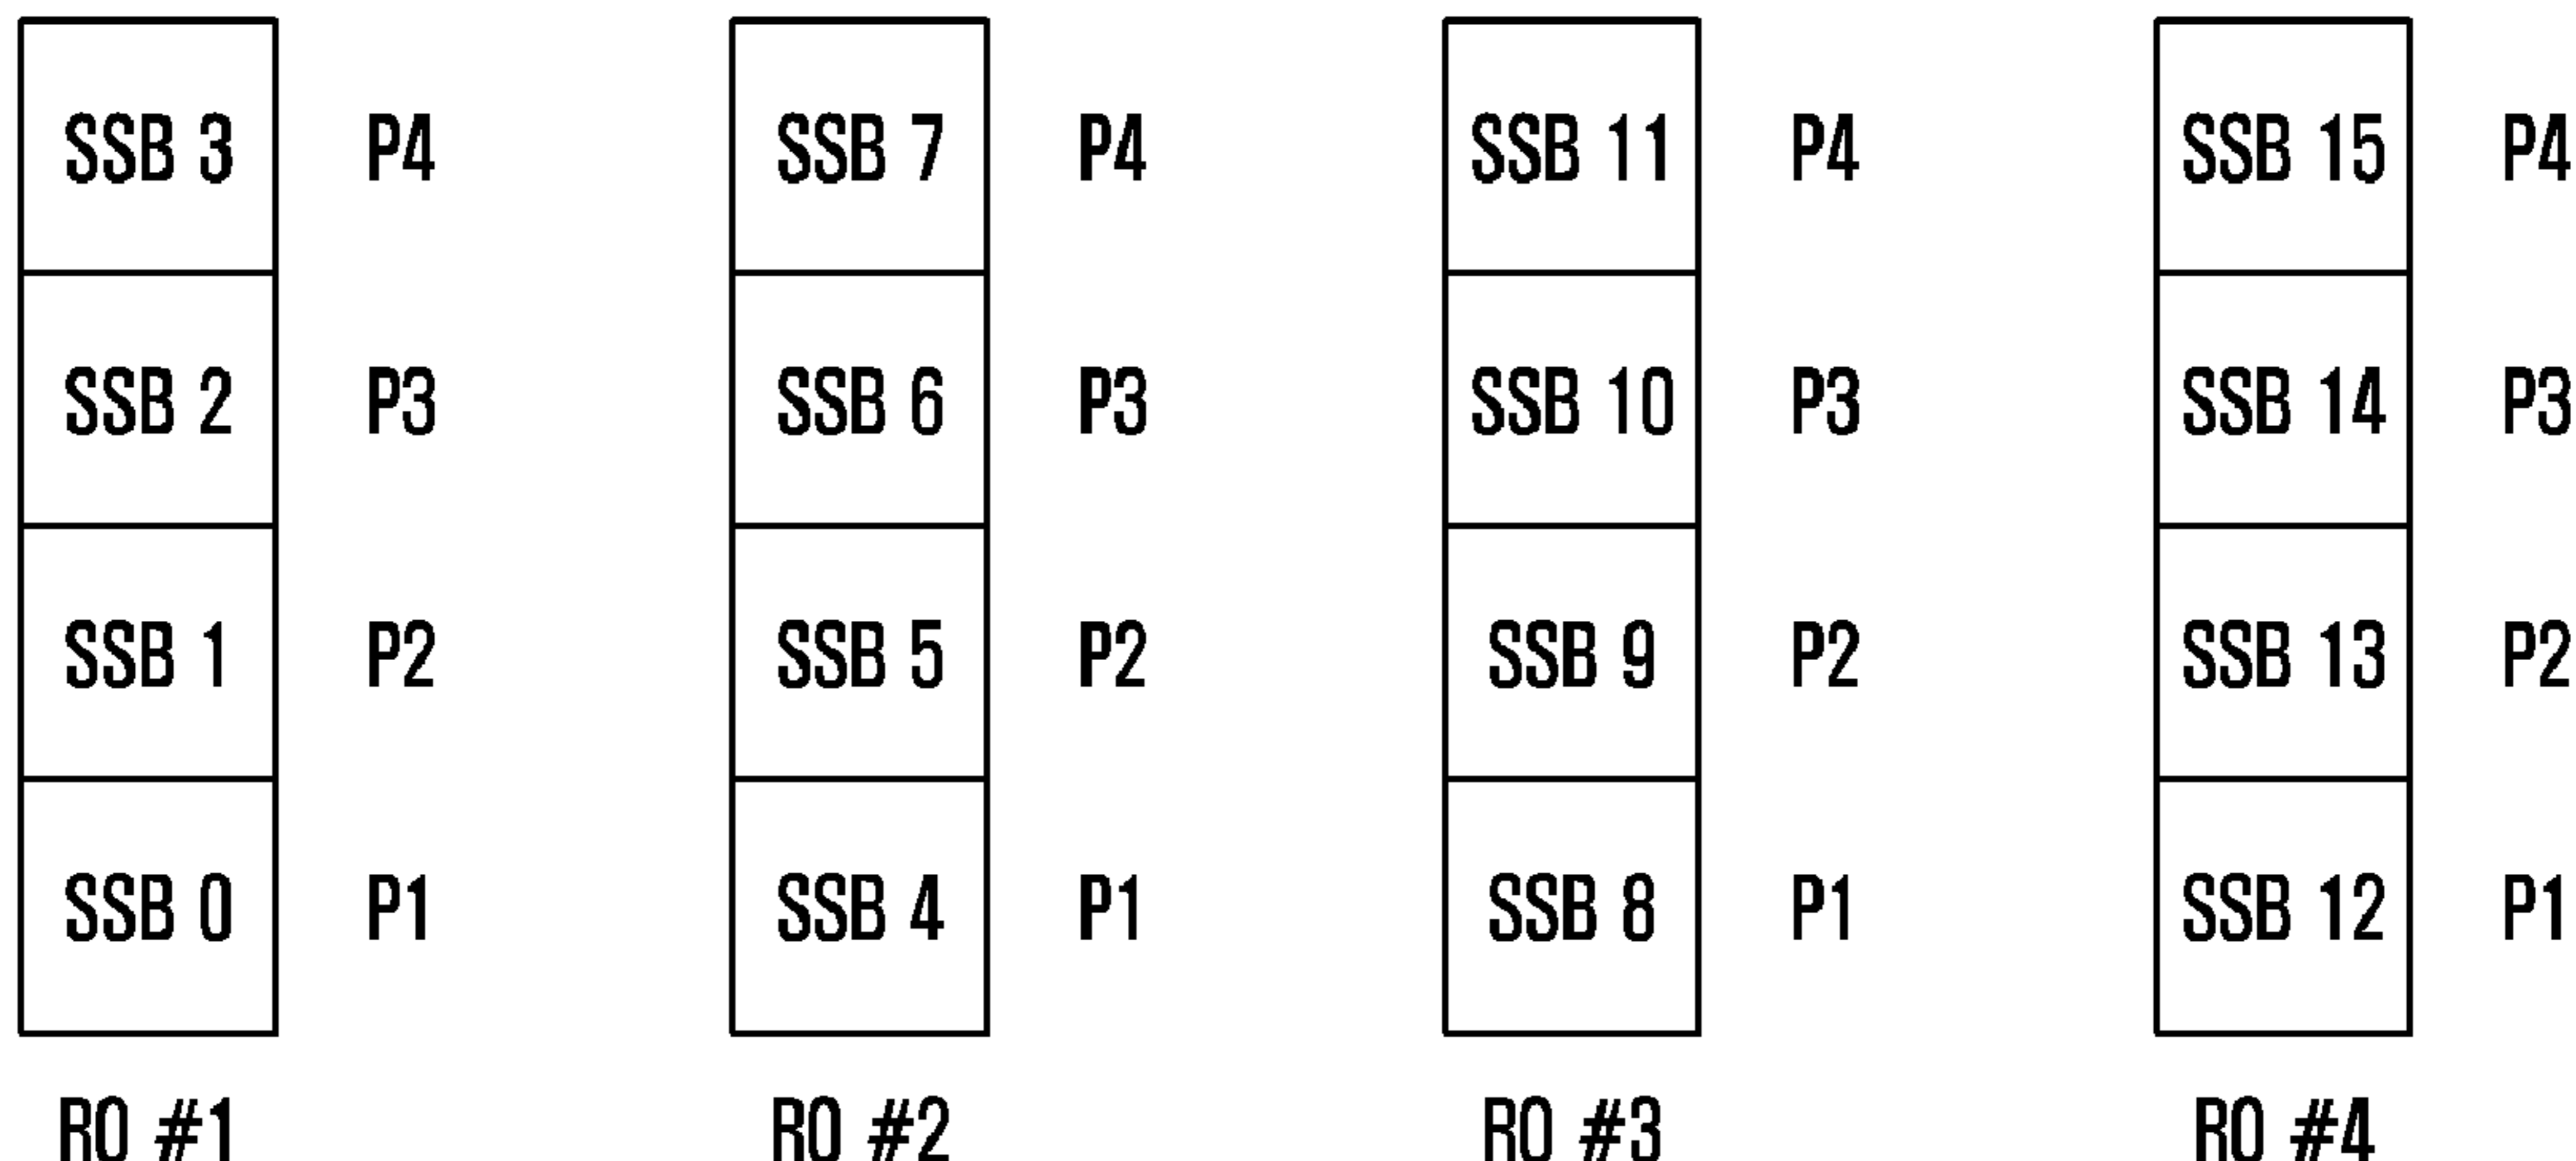 SSB 3 P4 SSB 7 P4 SSB 11 P4 SSB 15 P4
SSB 2 P3 SSB 6 P3 SSB 10 P3 SSB 14 P3
SSB 1 P2 SSB 5 P2 SSB 9 P2 SSB 13 P2
SSB 0 P1 SSB 4 P1 SSB 8 P1 SSB 12 P1
RO #1 RO #2 RO #3 RO #4